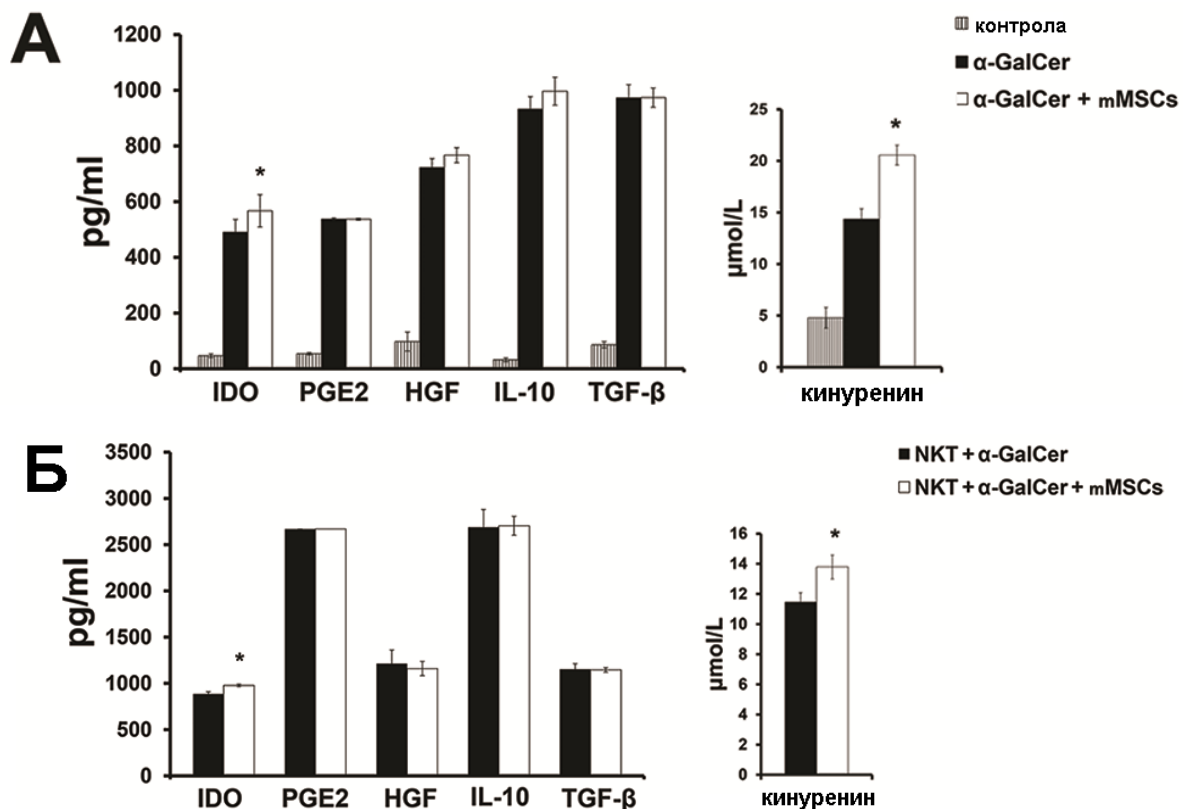 А
1200
1000
800
600
400
200
0
pg/ml
*
IDO PGE2 HGF IL-10 TGF-β
контрола
α-GalCer
α-GalCer + mMSCs
25
20
15
10
5
0
µmol/L
*
кинуренин
Б
3500
3000
2500
2000
1500
1000
500
0
pg/ml
*
IDO PGE2 HGF IL-10 TGF-β
NKT + α-GalCer
NKT + α-GalCer + mMSCs
16
14
12
10
8
6
4
2
0
µmol/L
*
кинуренин